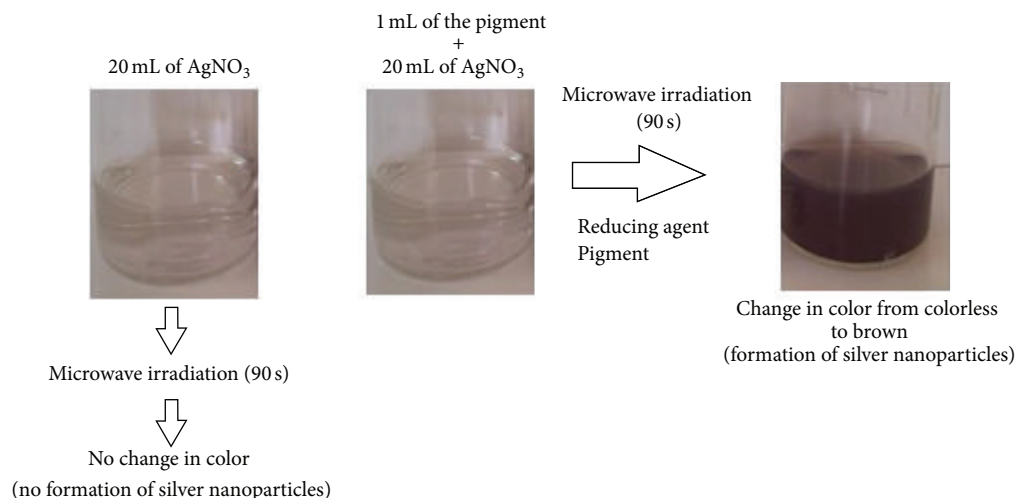 20 mL of AgNO₃
Microwave irradiation (90 s)
No change in color
(no formation of silver nanoparticles)
1 mL of the pigment
+
20 mL of AgNO₃
Microwave irradiation
(90 s)
Reducing agent
Pigment
Change in color from colorless
to brown
(formation of silver nanoparticles)